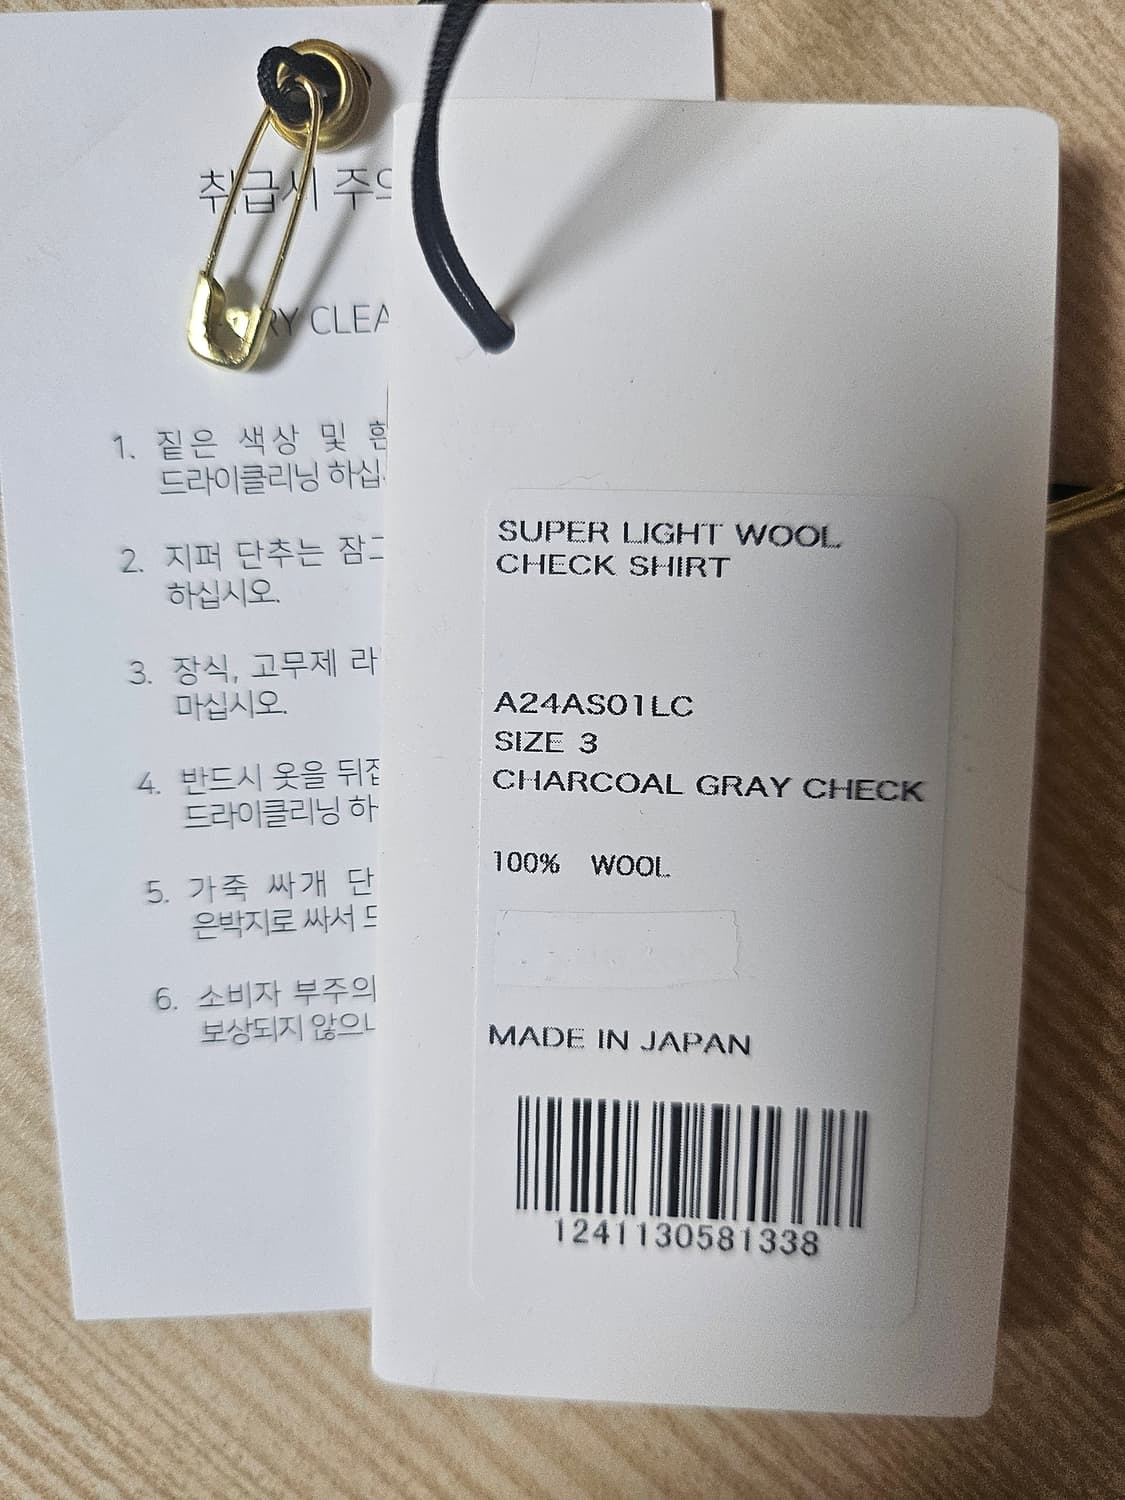 취급시 주의
DRY CLEA
1. 짙은 색상 및 흰
드라이클리닝 하십
2. 지퍼 단추는 잠그
하십시오.
3. 장식, 고무제 라
마십시오.
4. 반드시 옷을 뒤집
드라이클리닝 하
5. 가죽 싸개 단
은박지로 싸서 드
6. 소비자 부주의
보상되지 않으니
SUPER LIGHT WOOL
CHECK SHIRT
A24AS01LC
SIZE 3
CHARCOAL GRAY CHECK
100% WOOL
MADE IN JAPAN
1241130581338